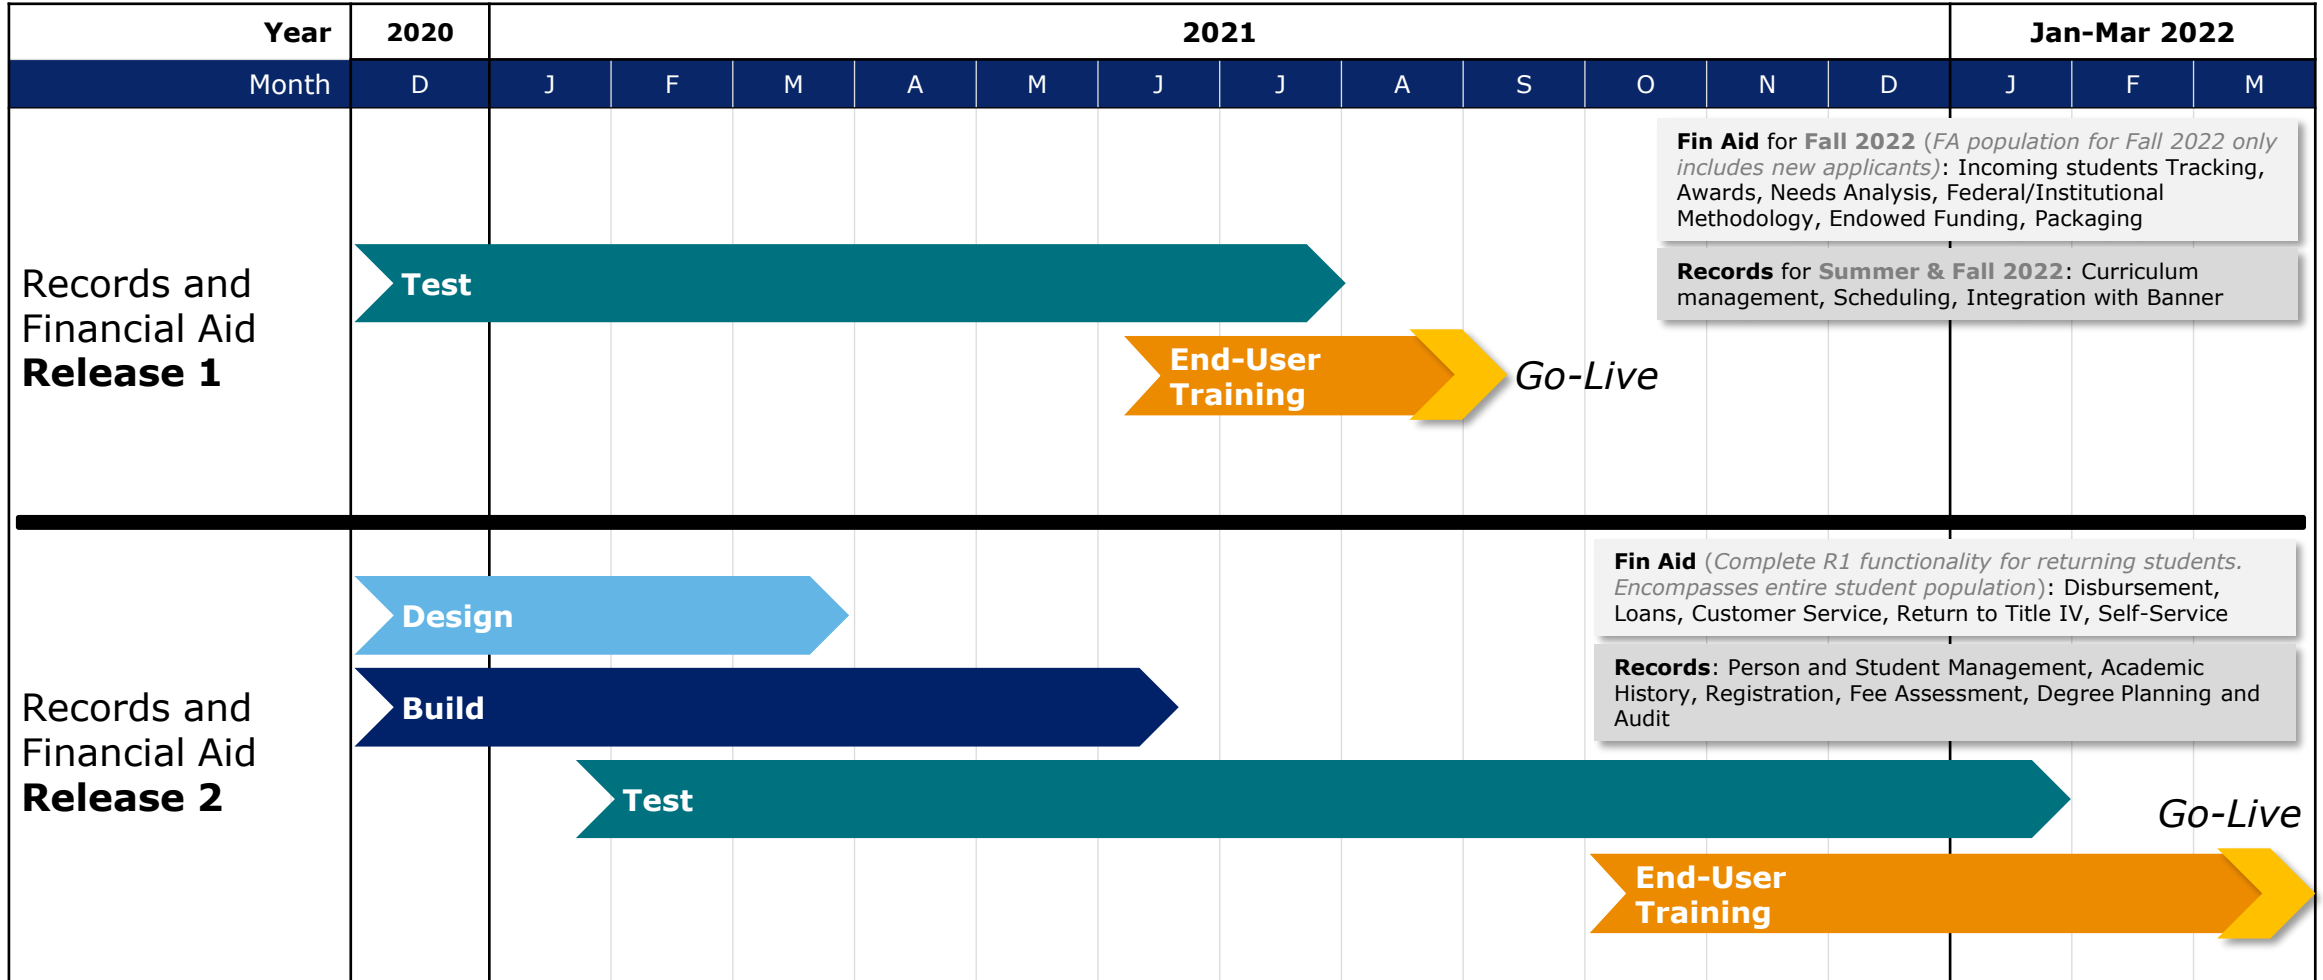 Year 2020 2021 Jan-Mar 2022
Month D J F M A M J J A S O N D J F M
Fin Aid for Fall 2022 (FA population for Fall 2022 only
includes new applicants): Incoming students Tracking,
Awards, Needs Analysis, Federal/Institutional
Methodology, Endowed Funding, Packaging
Records for Summer & Fall 2022: Curriculum
management, Scheduling, Integration with Banner
Records and
Financial Aid
Release 1
Test
End-User
Training
Go-Live
Fin Aid (Complete R1 functionality for returning students.
Encompasses entire student population): Disbursement,
Loans, Customer Service, Return to Title IV, Self-Service
Records: Person and Student Management, Academic
History, Registration, Fee Assessment, Degree Planning and
Audit
Records and
Financial Aid
Release 2
Design
Build
Test
Go-Live
End-User
Training